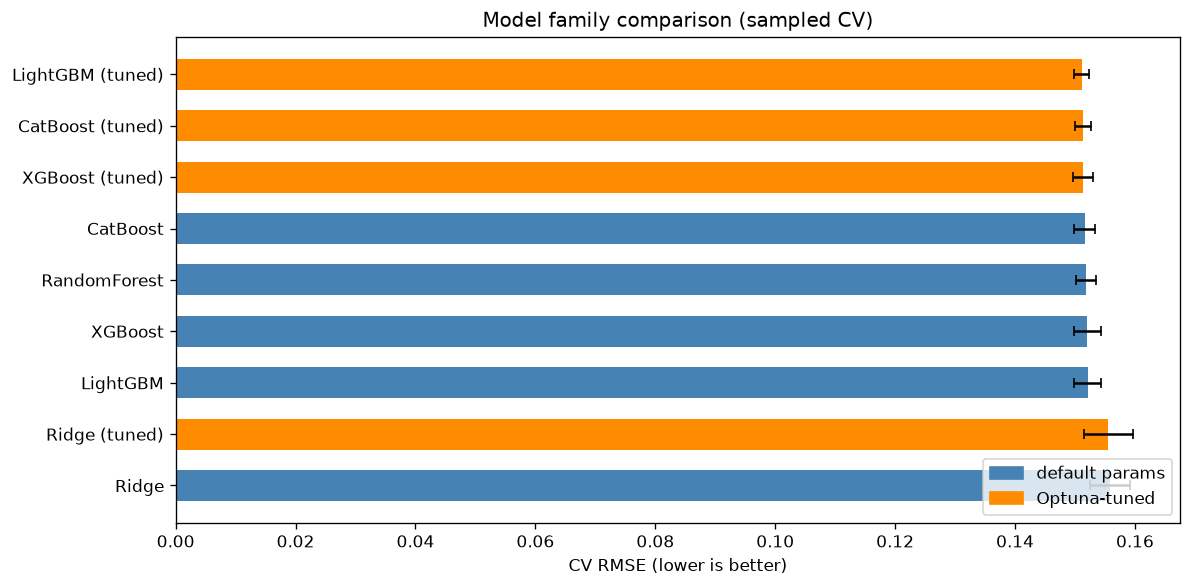 Model family comparison (sampled CV)
LightGBM (tuned)
CatBoost (tuned)
XGBoost (tuned)
CatBoost
RandomForest
XGBoost
LightGBM
Ridge (tuned)
Ridge
default params
Optuna-tuned
0.00 0.02 0.04 0.06 0.08 0.10 0.12 0.14 0.16
CV RMSE (lower is better)